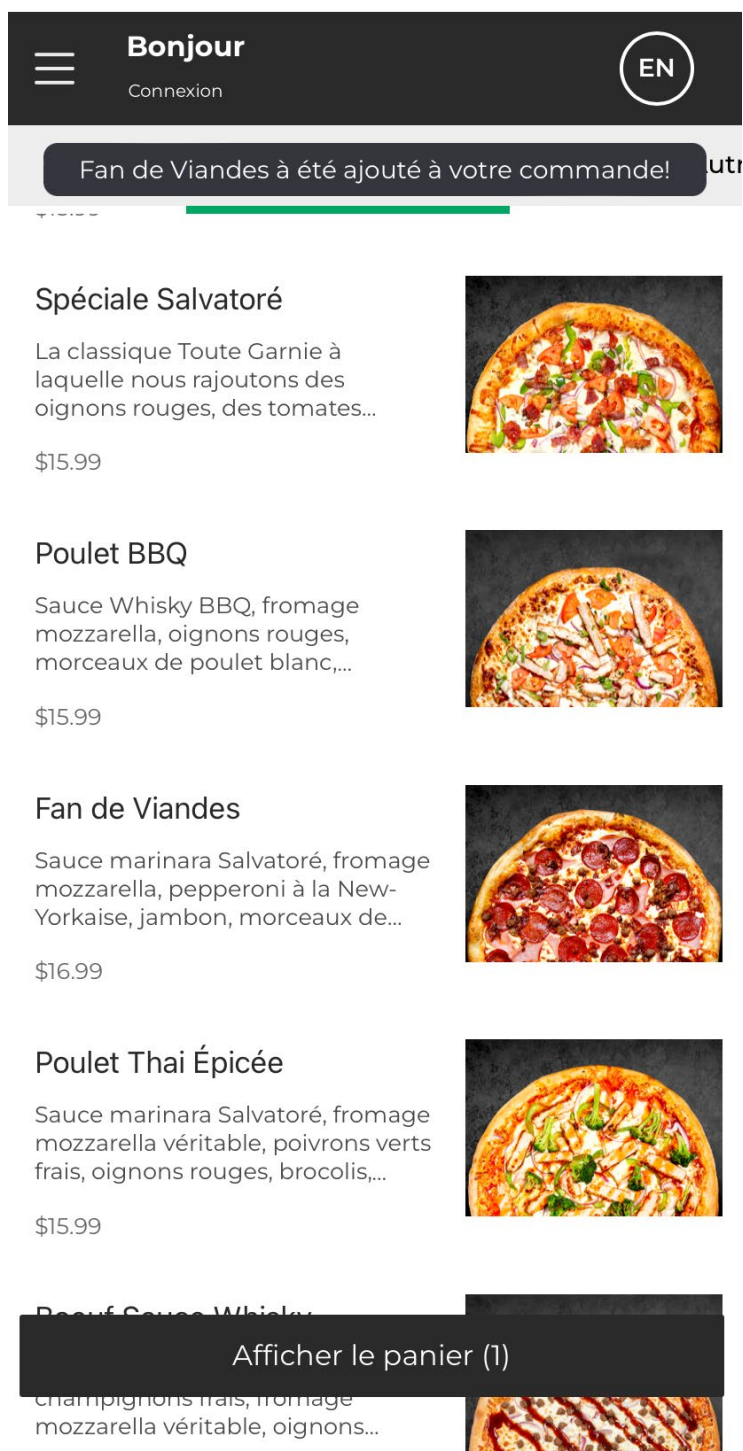 Bonjour
Connexion
EN
Fan de Viandes à été ajouté à votre commande!
Spéciale Salvatoré
La classique Toute Garnie à
laquelle nous rajoutons des
oignons rouges, des tomates...
$15.99
Poulet BBQ
Sauce Whisky BBQ, fromage
mozzarella, oignons rouges,
morceaux de poulet blanc,...
$15.99
Fan de Viandes
Sauce marinara Salvatoré, fromage
mozzarella, pepperoni à la New-
Yorkaise, jambon, morceaux de...
$16.99
Poulet Thai Épicée
Sauce marinara Salvatoré, fromage
mozzarella véritable, poivrons verts
frais, oignons rouges, brocolis,...
$15.99
Boeuf Sauce Whisky
Afficher le panier (1)
champignons frais, fromage
mozzarella véritable, oignons...